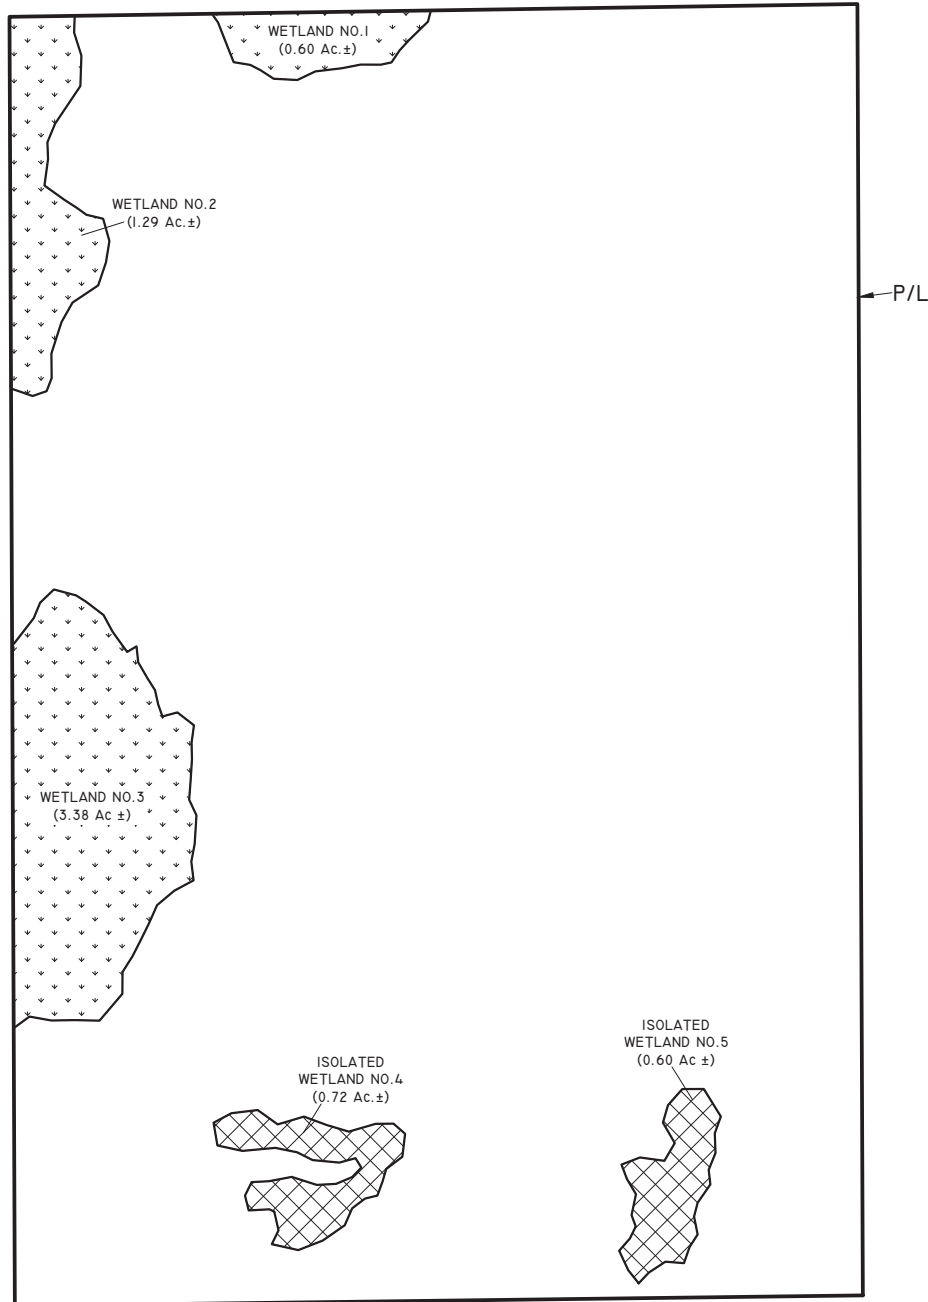 WETLAND NO.1
(0.60 Ac.±)
WETLAND NO.2
(1.29 Ac.±)
P/L
WETLAND NO.3
(3.38 Ac ±)
ISOLATED
WETLAND NO.4
(0.72 Ac.±)
ISOLATED
WETLAND NO.5
(0.60 Ac ±)